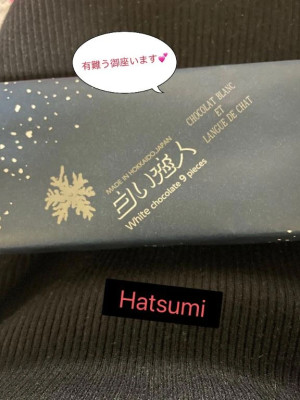 有難う御座います💕
CHOCOLAT BLANC
ET
LANGUE DE CHAT
MADE IN HOKKAIDO, JAPAN
白い恋人
White chocolate 9 pieces
Hatsumi